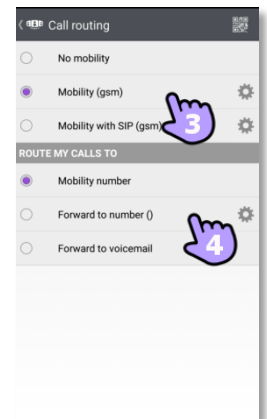 Call routing
No mobility
Mobility (gsm)
3
Mobility with SIP (gsm)
ROUTE MY CALLS TO
Mobility number
Forward to number ()
4
Forward to voicemail